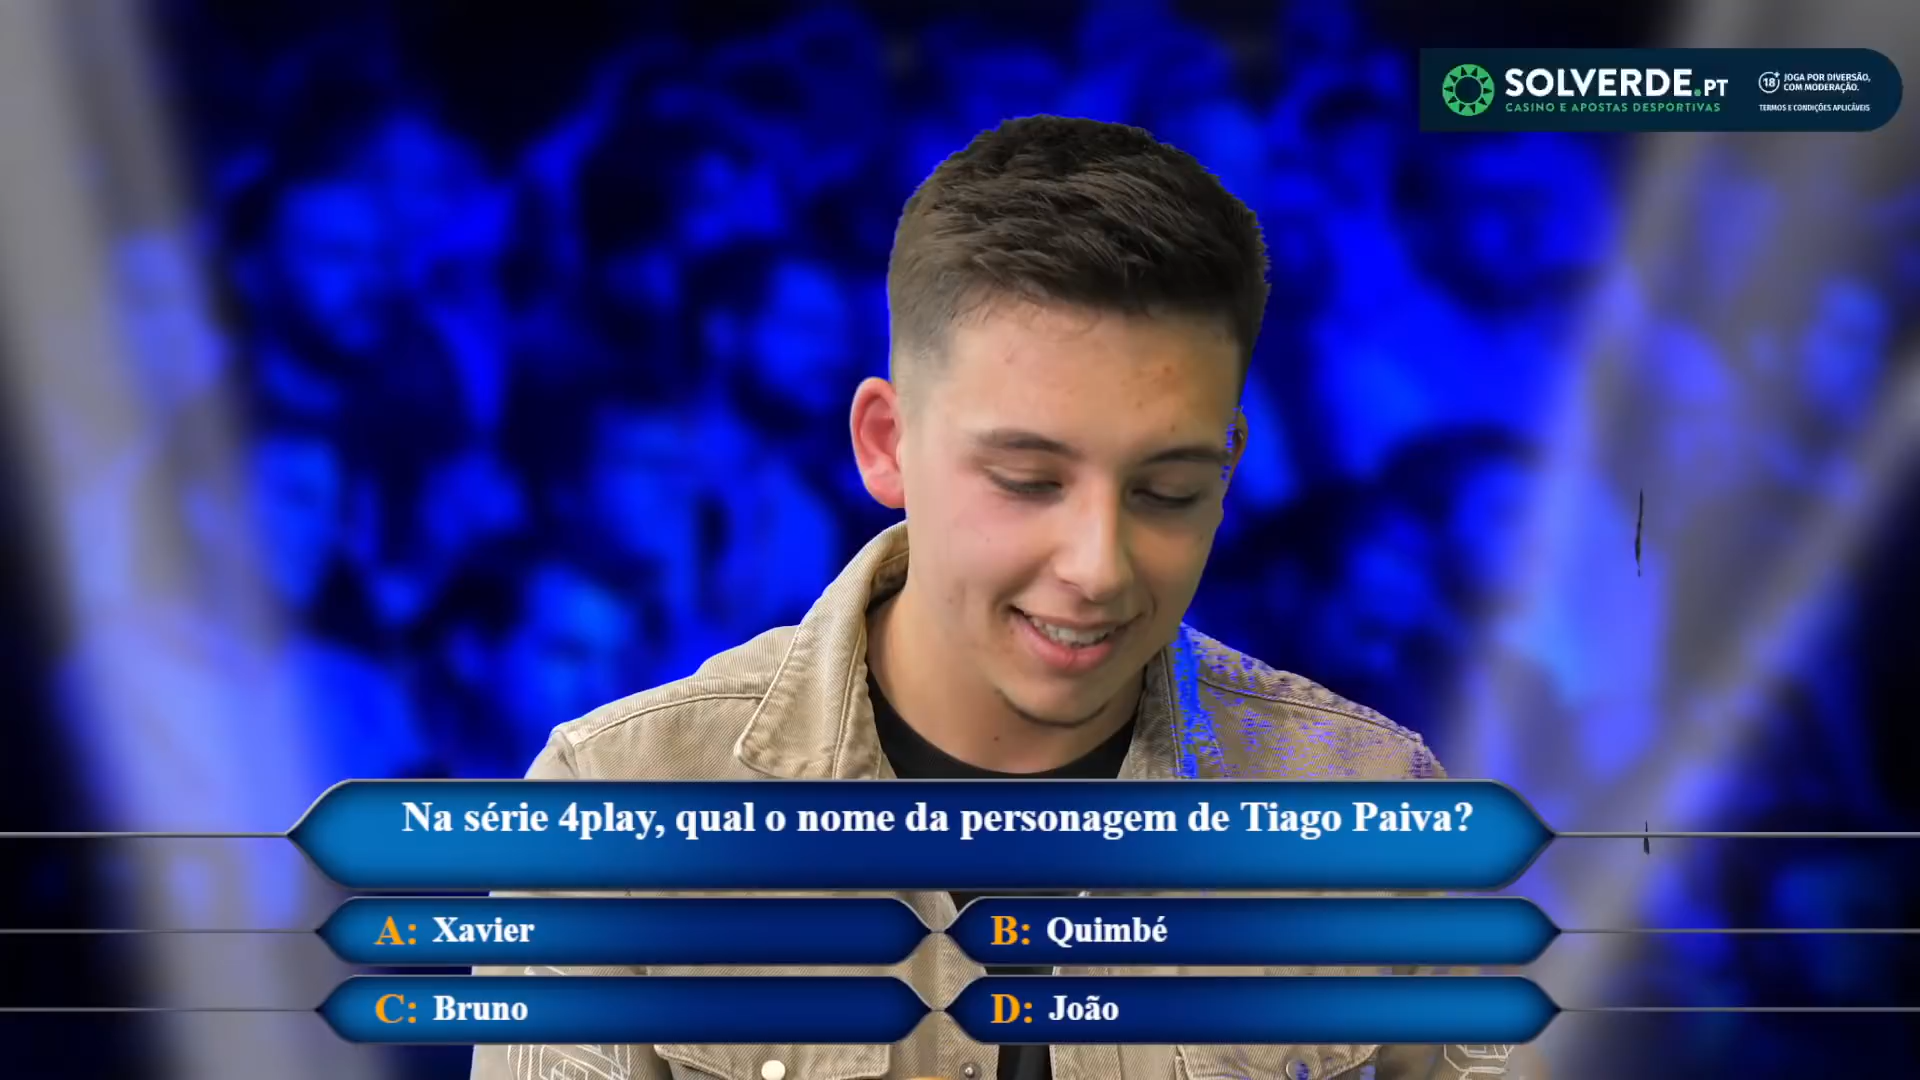 SOLVERDE.PT
CASINO E APOSTAS DESPORTIVAS
18+ JOGA POR DIVERSÃO,
COM MODERAÇÃO.
TERMOS E CONDIÇÕES APLICÁVEIS
Na série 4play, qual o nome da personagem de Tiago Paiva?
A: Xavier
B: Quimbé
C: Bruno
D: João